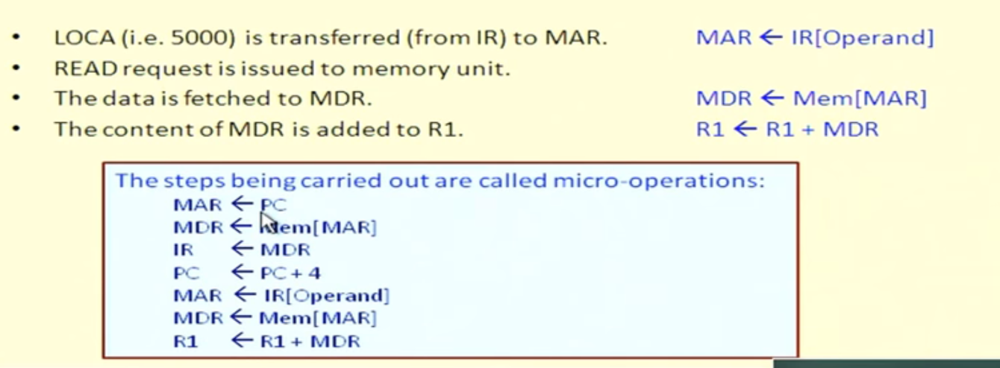 • LOCA (i.e. 5000) is transferred (from IR) to MAR. MAR ← IR[Operand]
• READ request is issued to memory unit.
• The data is fetched to MDR. MDR ← Mem[MAR]
• The content of MDR is added to R1. R1 ← R1 + MDR
The steps being carried out are called micro-operations:
MAR ← PC
MDR ← Mem[MAR]
IR ← MDR
PC ← PC + 4
MAR ← IR[Operand]
MDR ← Mem[MAR]
R1 ← R1 + MDR